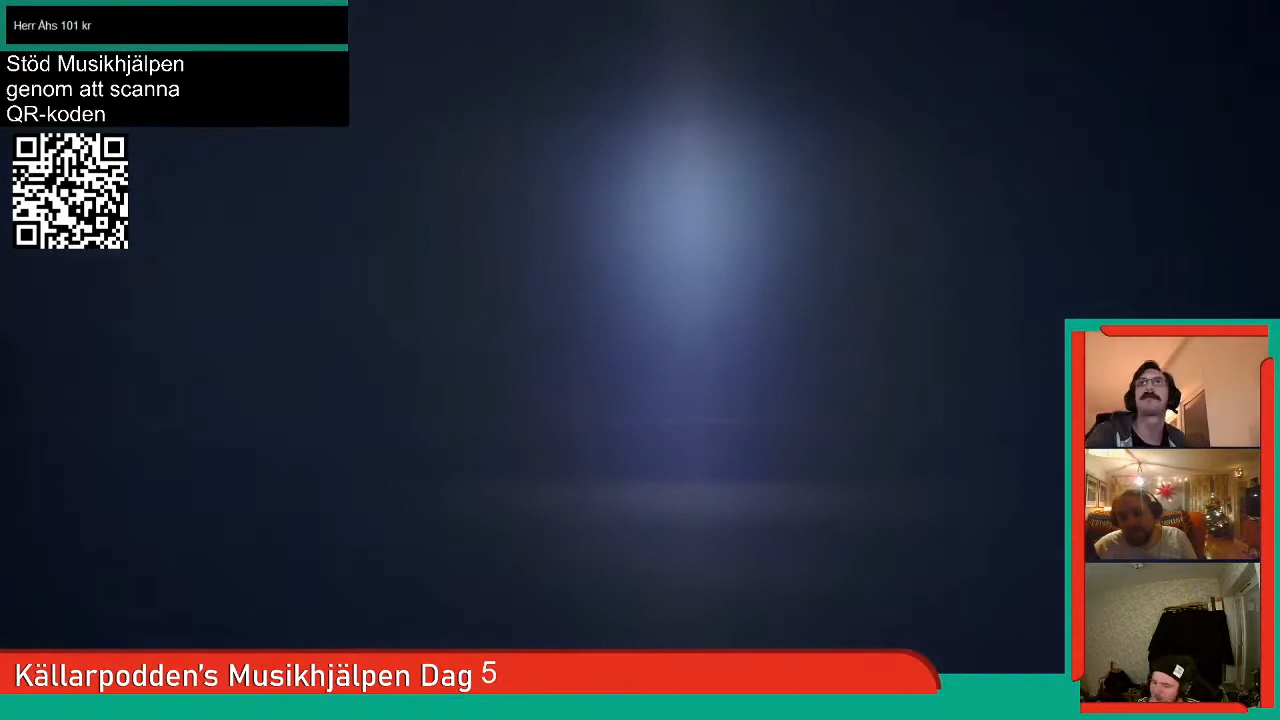 Herr Åhs 101 kr
Stöd Musikhjälpen
genom att scanna
QR-koden
Källarpodden's Musikhjälpen Dag 5